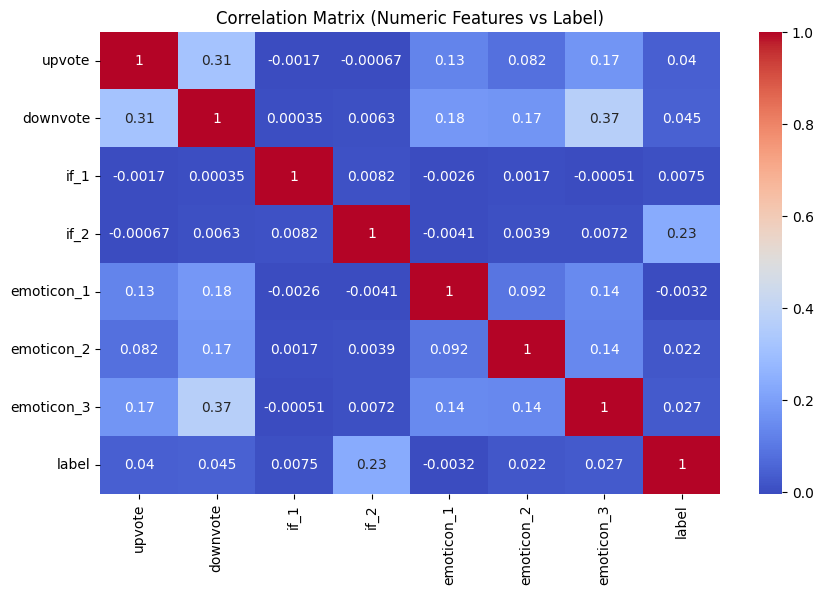 Correlation Matrix (Numeric Features vs Label)
upvote 1 0.31 -0.0017 -0.00067 0.13 0.082 0.17 0.04
downvote 0.31 1 0.00035 0.0063 0.18 0.17 0.37 0.045
if_1 -0.0017 0.00035 1 0.0082 -0.0026 0.0017 -0.00051 0.0075
if_2 -0.00067 0.0063 0.0082 1 -0.0041 0.0039 0.0072 0.23
emoticon_1 0.13 0.18 -0.0026 -0.0041 1 0.092 0.14 -0.0032
emoticon_2 0.082 0.17 0.0017 0.0039 0.092 1 0.14 0.022
emoticon_3 0.17 0.37 -0.00051 0.0072 0.14 0.14 1 0.027
label 0.04 0.045 0.0075 0.23 -0.0032 0.022 0.027 1
upvote downvote if_1 if_2 emoticon_1 emoticon_2 emoticon_3 label
1.0
0.8
0.6
0.4
0.2
0.0